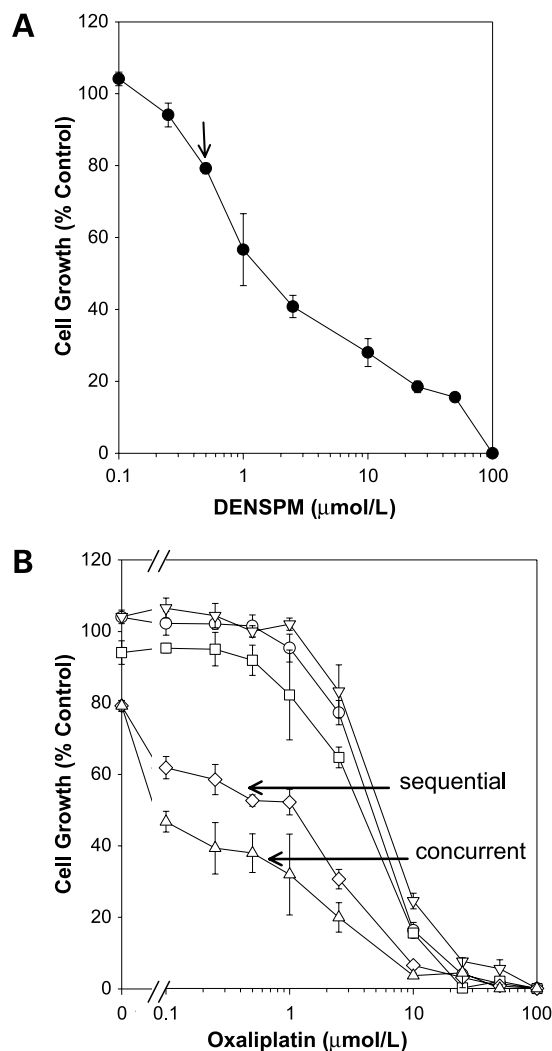 A
120
100
80
60
40
20
0
Cell Growth (% Control)
0.1 1 10 100
DENSPM (μmol/L)
B
120
100
80
60
40
20
0
Cell Growth (% Control)
sequential
concurrent
0 0.1 1 10 100
Oxaliplatin (μmol/L)